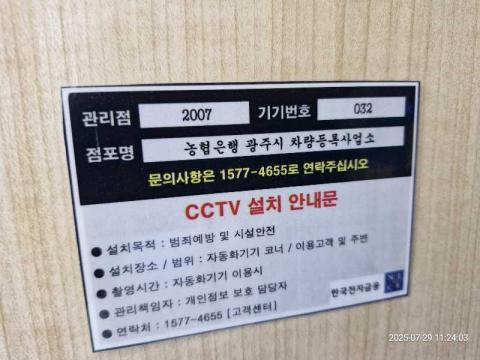 관리점 2007 기기번호 032
점포명 농협은행 광주시 차량등록사업소
문의사항은 1577-4655로 연락주십시오
CCTV 설치 안내문
● 설치목적 : 범죄예방 및 시설안전
● 설치장소 / 범위 : 자동화기기 코너 / 이용고객 및 주변
● 촬영시간 : 자동화기기 이용시
● 관리책임자 : 개인정보 보호 담당자
● 연락처 : 1577-4655 [고객센터]
한국전자금융
2025-07-29 11:24:03